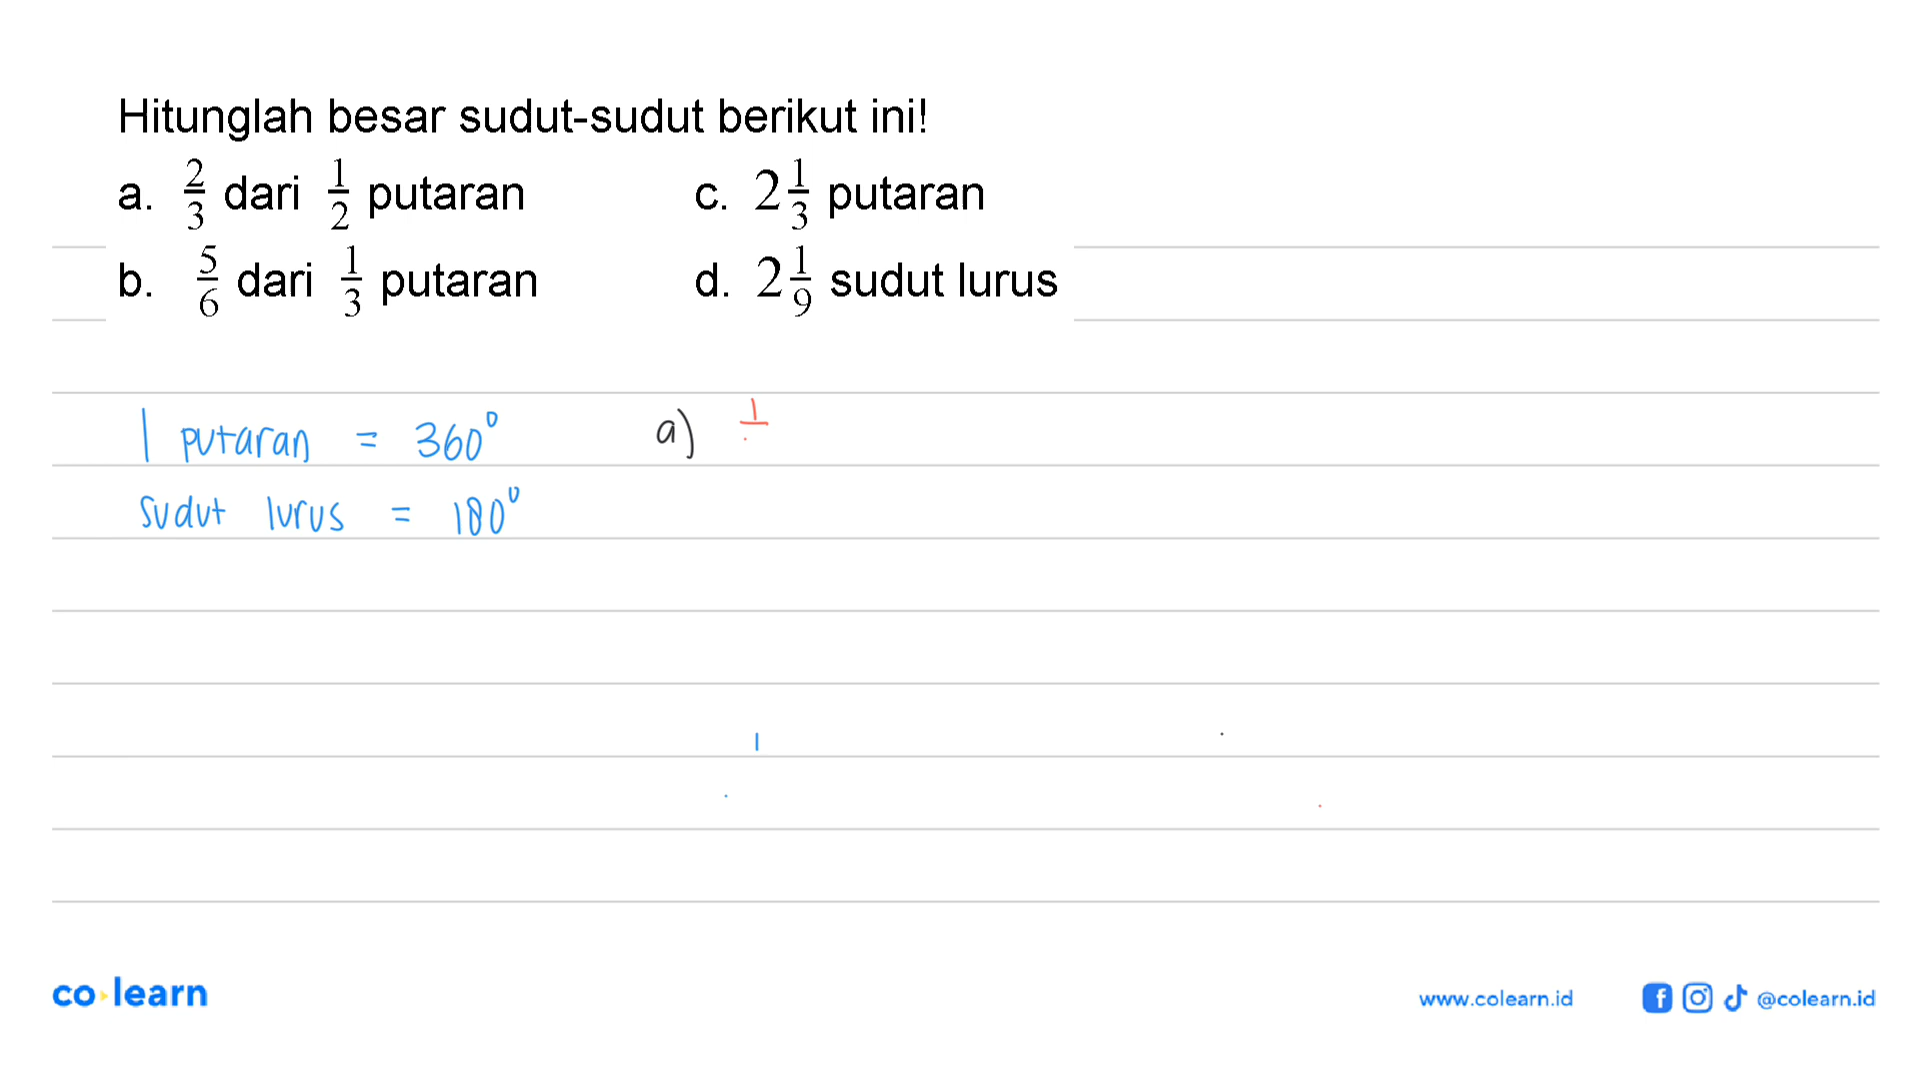 Hitunglah besar sudut-sudut berikut ini!
a. 2/3 dari 1/2 putaran c. 2 1/3 putaran
b. 5/6 dari 1/3 putaran d. 2 1/9 sudut lurus
1 putaran = 360° a) 1
sudut lurus = 180°
co learn www.colearn.id @colearn.id